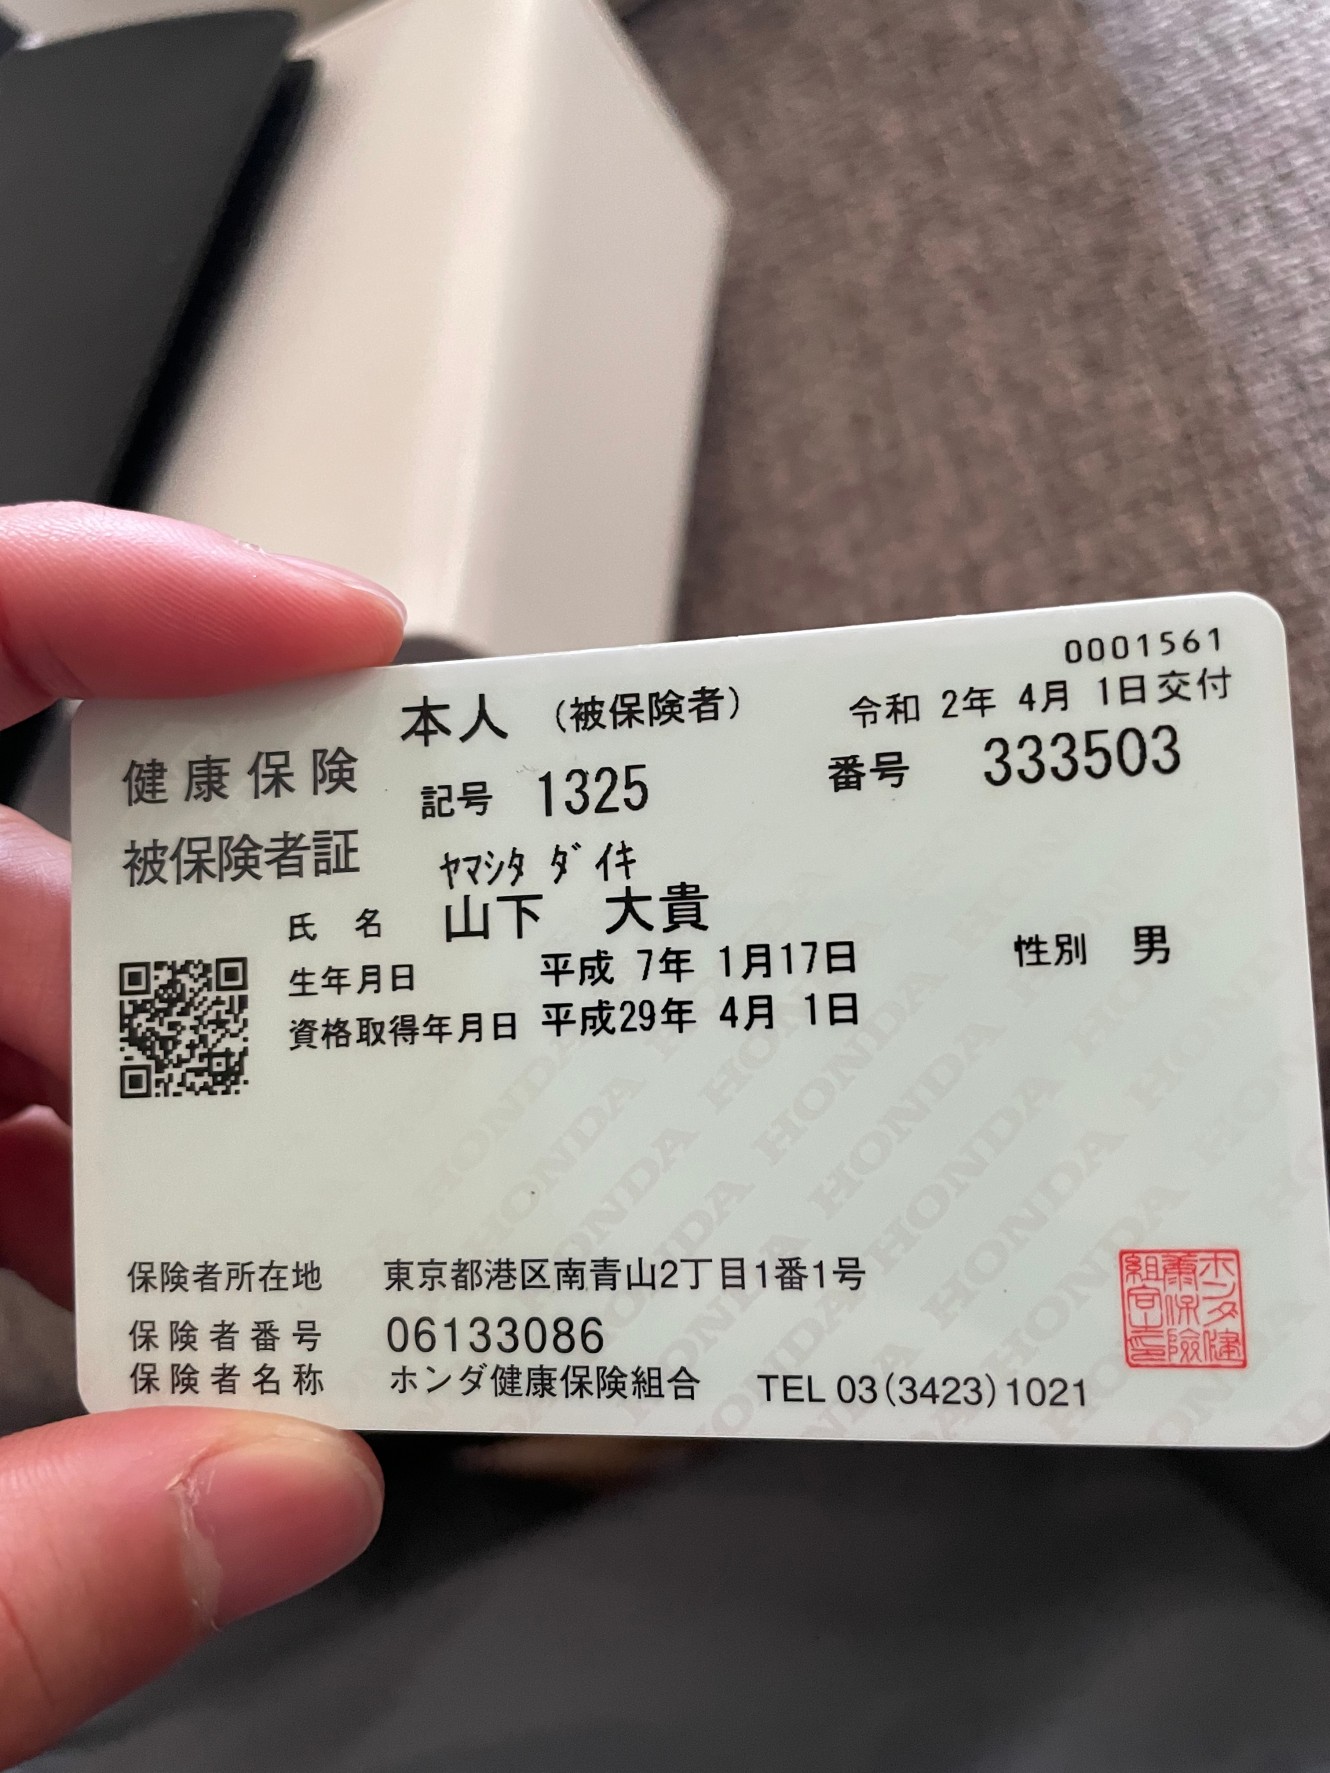 0001561
本人 （被保険者） 令和 2年 4月 1日交付
健康保険
被保険者証
記号 1325 番号 333503
ﾔﾏｼﾀ ﾀﾞｲｷ
氏 名 山下 大貴
生年月日 平成 7年 1月17日 性別 男
資格取得年月日 平成29年 4月 1日
保険者所在地 東京都港区南青山2丁目1番1号
保険者番号 06133086
保険者名称 ホンダ健康保険組合 TEL 03(3423)1021
HONDA